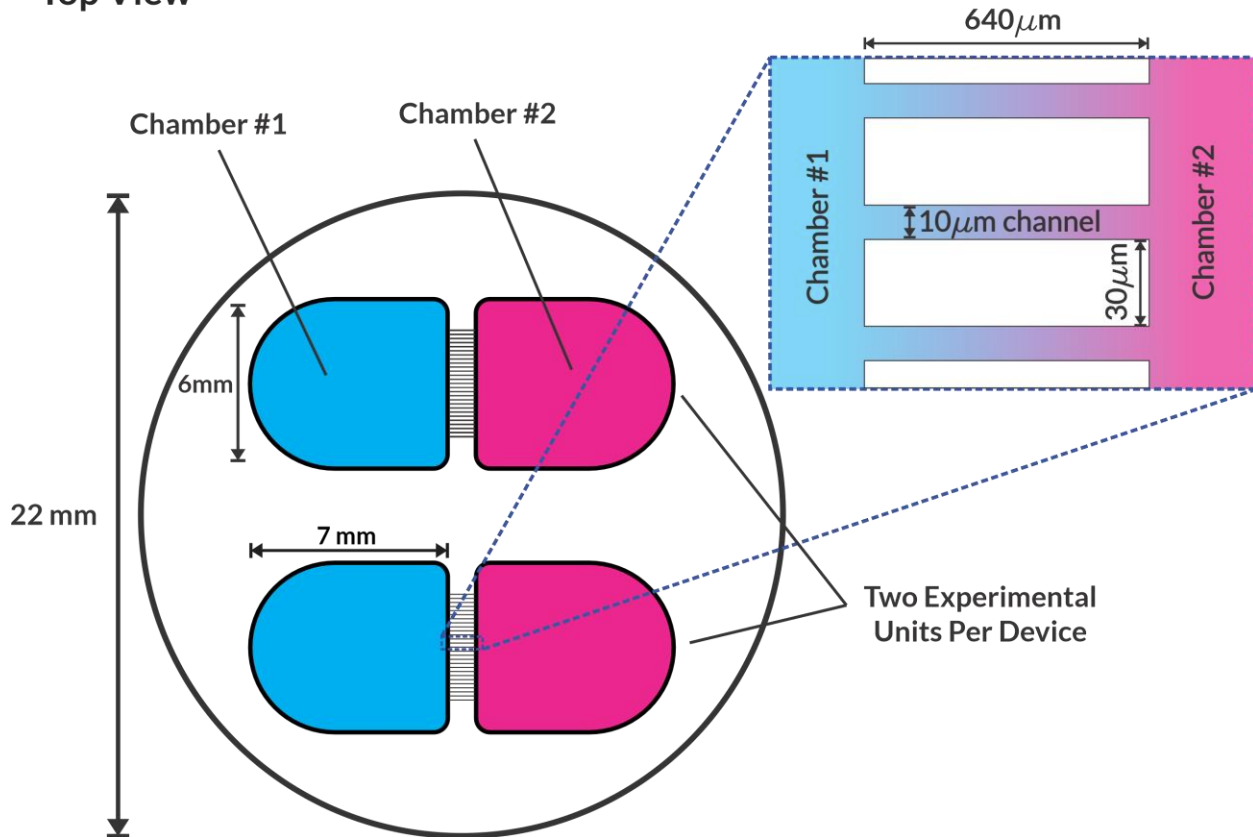 Top View
640μm
Chamber #1
Chamber #2
Chamber #1
10μm channel
30μm
Chamber #2
6mm
22 mm
7 mm
Two Experimental
Units Per Device